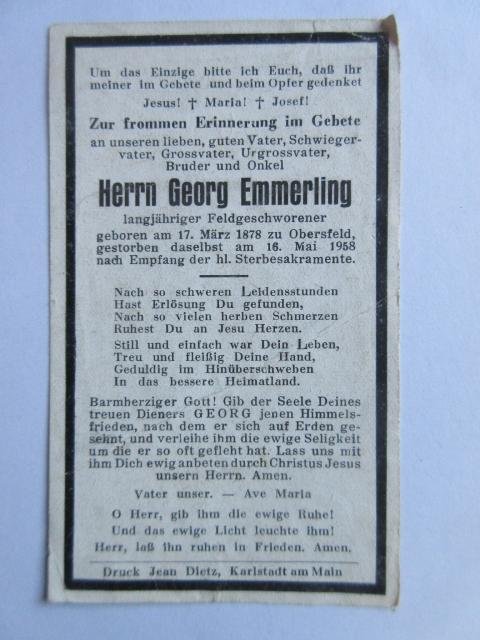 Um das Einzige bitte ich Euch, daß ihr
meiner im Gebete und beim Opfer gedenket
Jesus! ✝ Maria! ✝ Josef!
Zur frommen Erinnerung im Gebete
an unseren lieben, guten Vater, Schwieger-
vater, Grossvater, Urgrossvater,
Bruder und Onkel
Herrn Georg Emmerling
langjähriger Feldgeschworener
geboren am 17. März 1878 zu Obersfeld,
gestorben daselbst am 16. Mai 1958
nach Empfang der hl. Sterbesakramente.
Nach so schweren Leidensstunden
Hast Erlösung Du gefunden,
Nach so vielen herben Schmerzen
Ruhest Du an Jesu Herzen.
Still und einfach war Dein Leben,
Treu und fleißig Deine Hand,
Geduldig im Hinüberschweben
In das bessere Heimatland.
Barmherziger Gott! Gib der Seele Deines
treuen Dieners GEORG jenen Himmels-
frieden, nach dem er sich auf Erden ge-
sehnt, und verleihe ihm die ewige Seligkeit
um die er so oft gefleht hat. Lass uns mit
ihm Dich ewig anbeten durch Christus Jesus
unsern Herrn. Amen.
Vater unser. — Ave Maria
O Herr, gib ihm die ewige Ruhe!
Und das ewige Licht leuchte ihm!
Herr, laß ihn ruhen in Frieden. Amen.
Druck Jean Dietz, Karlstadt am Main